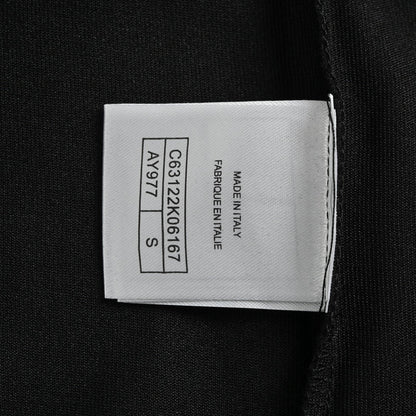 MADE IN ITALY
FABRIQUE EN ITALIE
C63122K06167
AY977 S